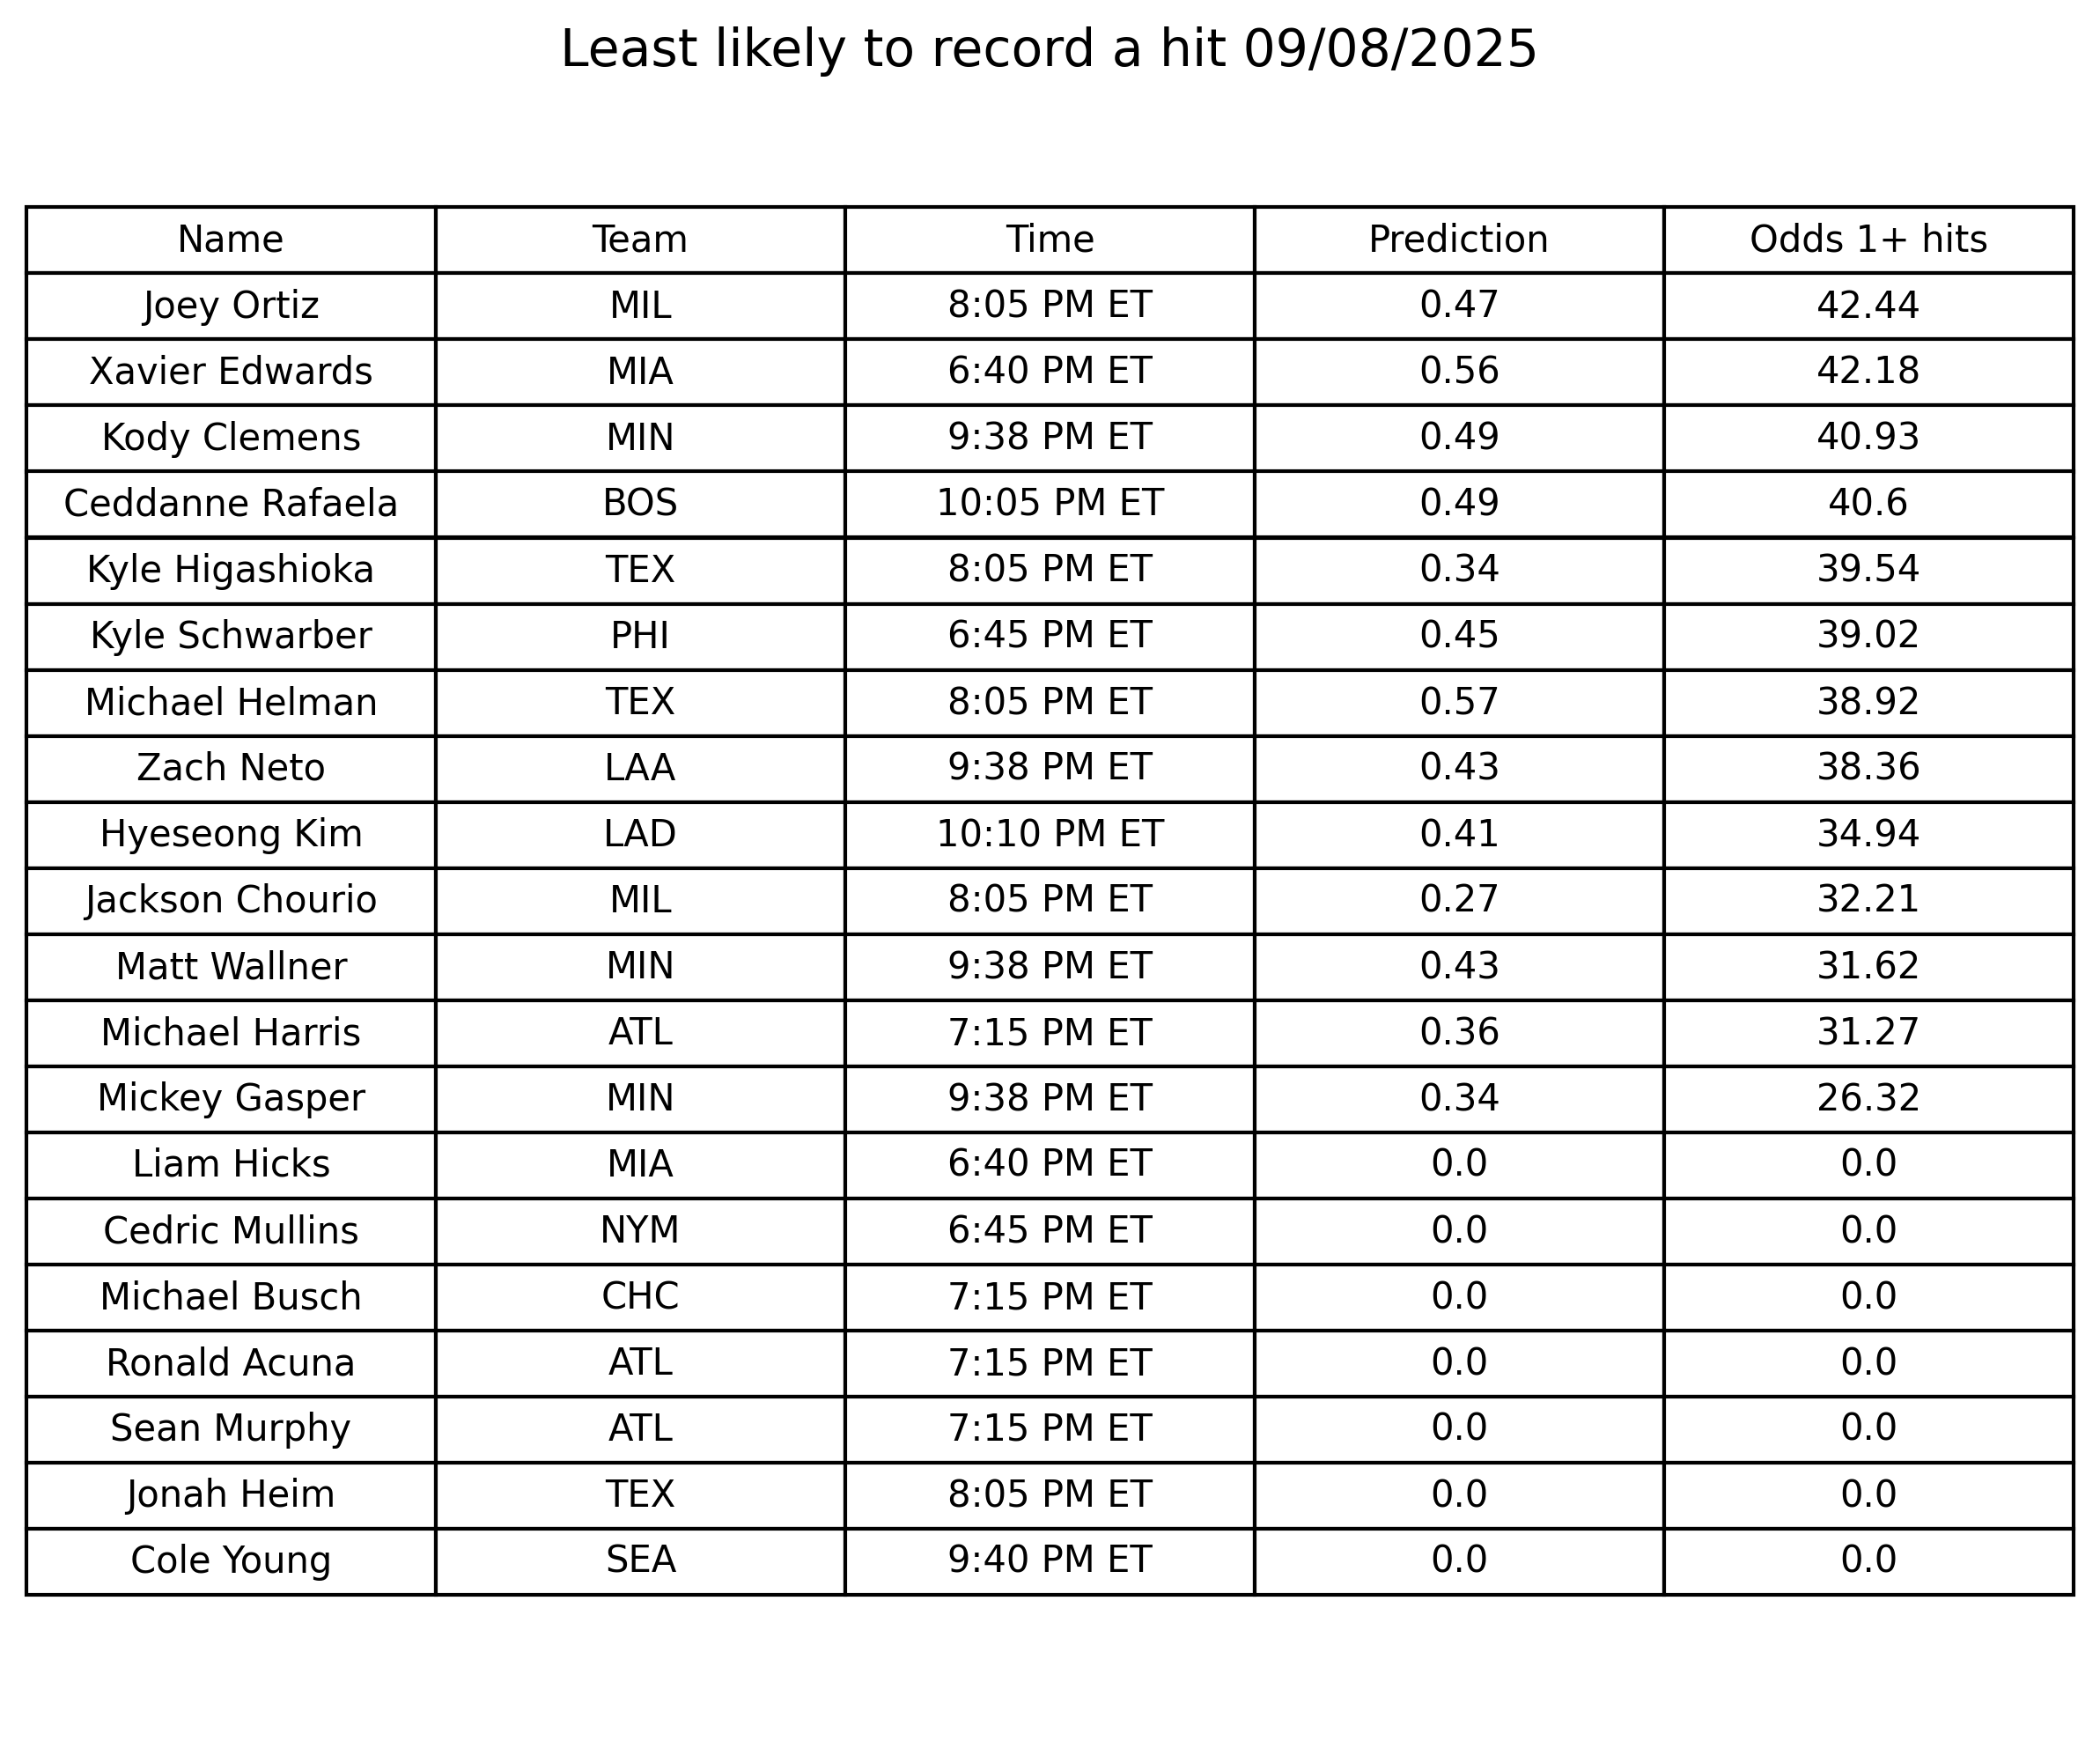 Least likely to record a hit 09/08/2025
Name Team Time Prediction Odds 1+ hits
Joey Ortiz MIL 8:05 PM ET 0.47 42.44
Xavier Edwards MIA 6:40 PM ET 0.56 42.18
Kody Clemens MIN 9:38 PM ET 0.49 40.93
Ceddanne Rafaela BOS 10:05 PM ET 0.49 40.6
Kyle Higashioka TEX 8:05 PM ET 0.34 39.54
Kyle Schwarber PHI 6:45 PM ET 0.45 39.02
Michael Helman TEX 8:05 PM ET 0.57 38.92
Zach Neto LAA 9:38 PM ET 0.43 38.36
Hyeseong Kim LAD 10:10 PM ET 0.41 34.94
Jackson Chourio MIL 8:05 PM ET 0.27 32.21
Matt Wallner MIN 9:38 PM ET 0.43 31.62
Michael Harris ATL 7:15 PM ET 0.36 31.27
Mickey Gasper MIN 9:38 PM ET 0.34 26.32
Liam Hicks MIA 6:40 PM ET 0.0 0.0
Cedric Mullins NYM 6:45 PM ET 0.0 0.0
Michael Busch CHC 7:15 PM ET 0.0 0.0
Ronald Acuna ATL 7:15 PM ET 0.0 0.0
Sean Murphy ATL 7:15 PM ET 0.0 0.0
Jonah Heim TEX 8:05 PM ET 0.0 0.0
Cole Young SEA 9:40 PM ET 0.0 0.0